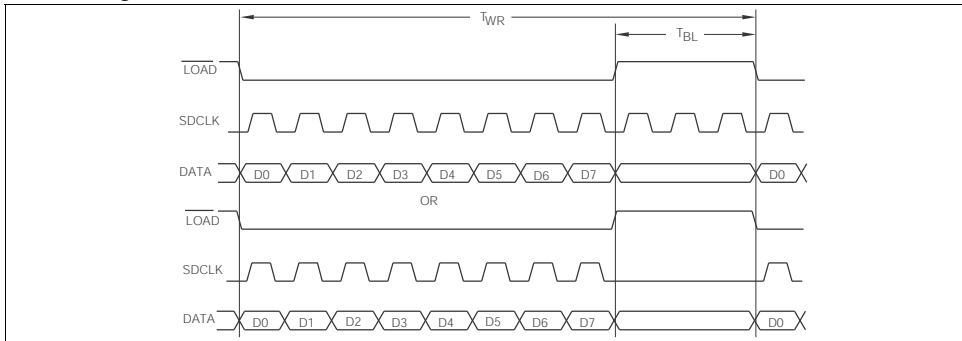 TWR
TBL
LOAD
SDCLK
DATA D0 D1 D2 D3 D4 D5 D6 D7 D0
OR
LOAD
SDCLK
DATA D0 D1 D2 D3 D4 D5 D6 D7 D0